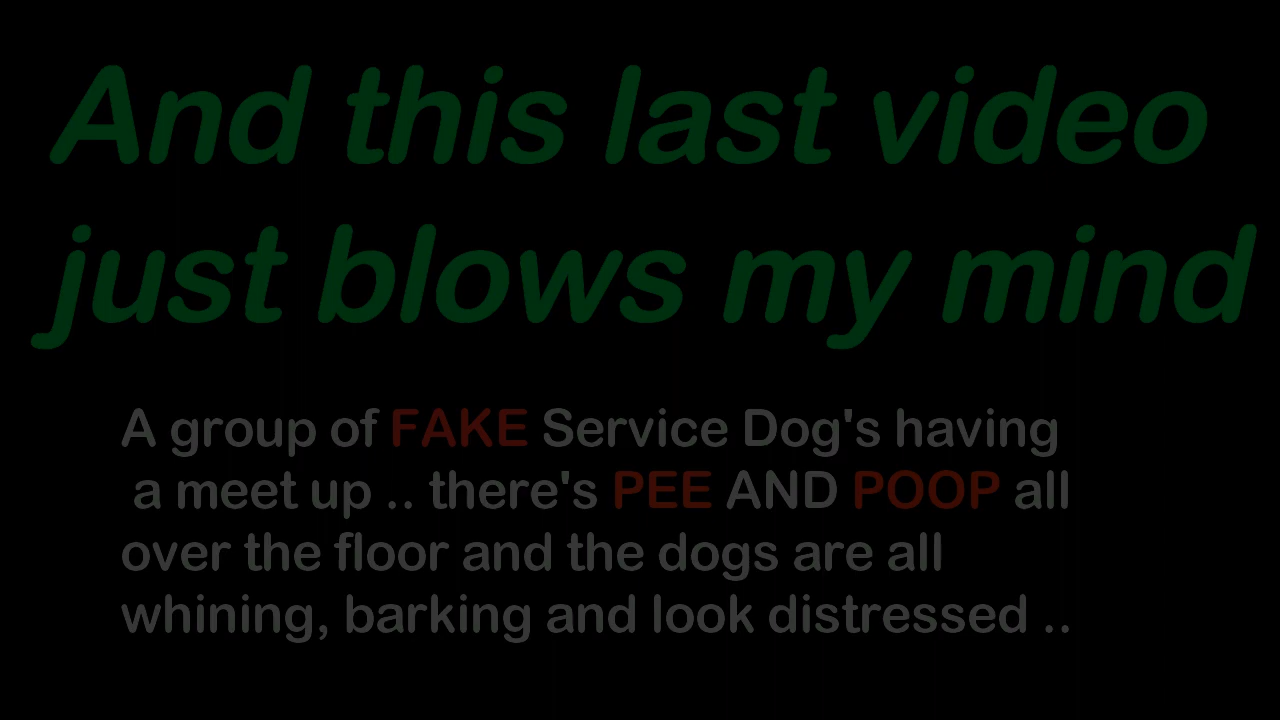 And this last video
just blows my mind
A group of FAKE Service Dog's having
a meet up .. there's PEE AND POOP all
over the floor and the dogs are all
whining, barking and look distressed ..